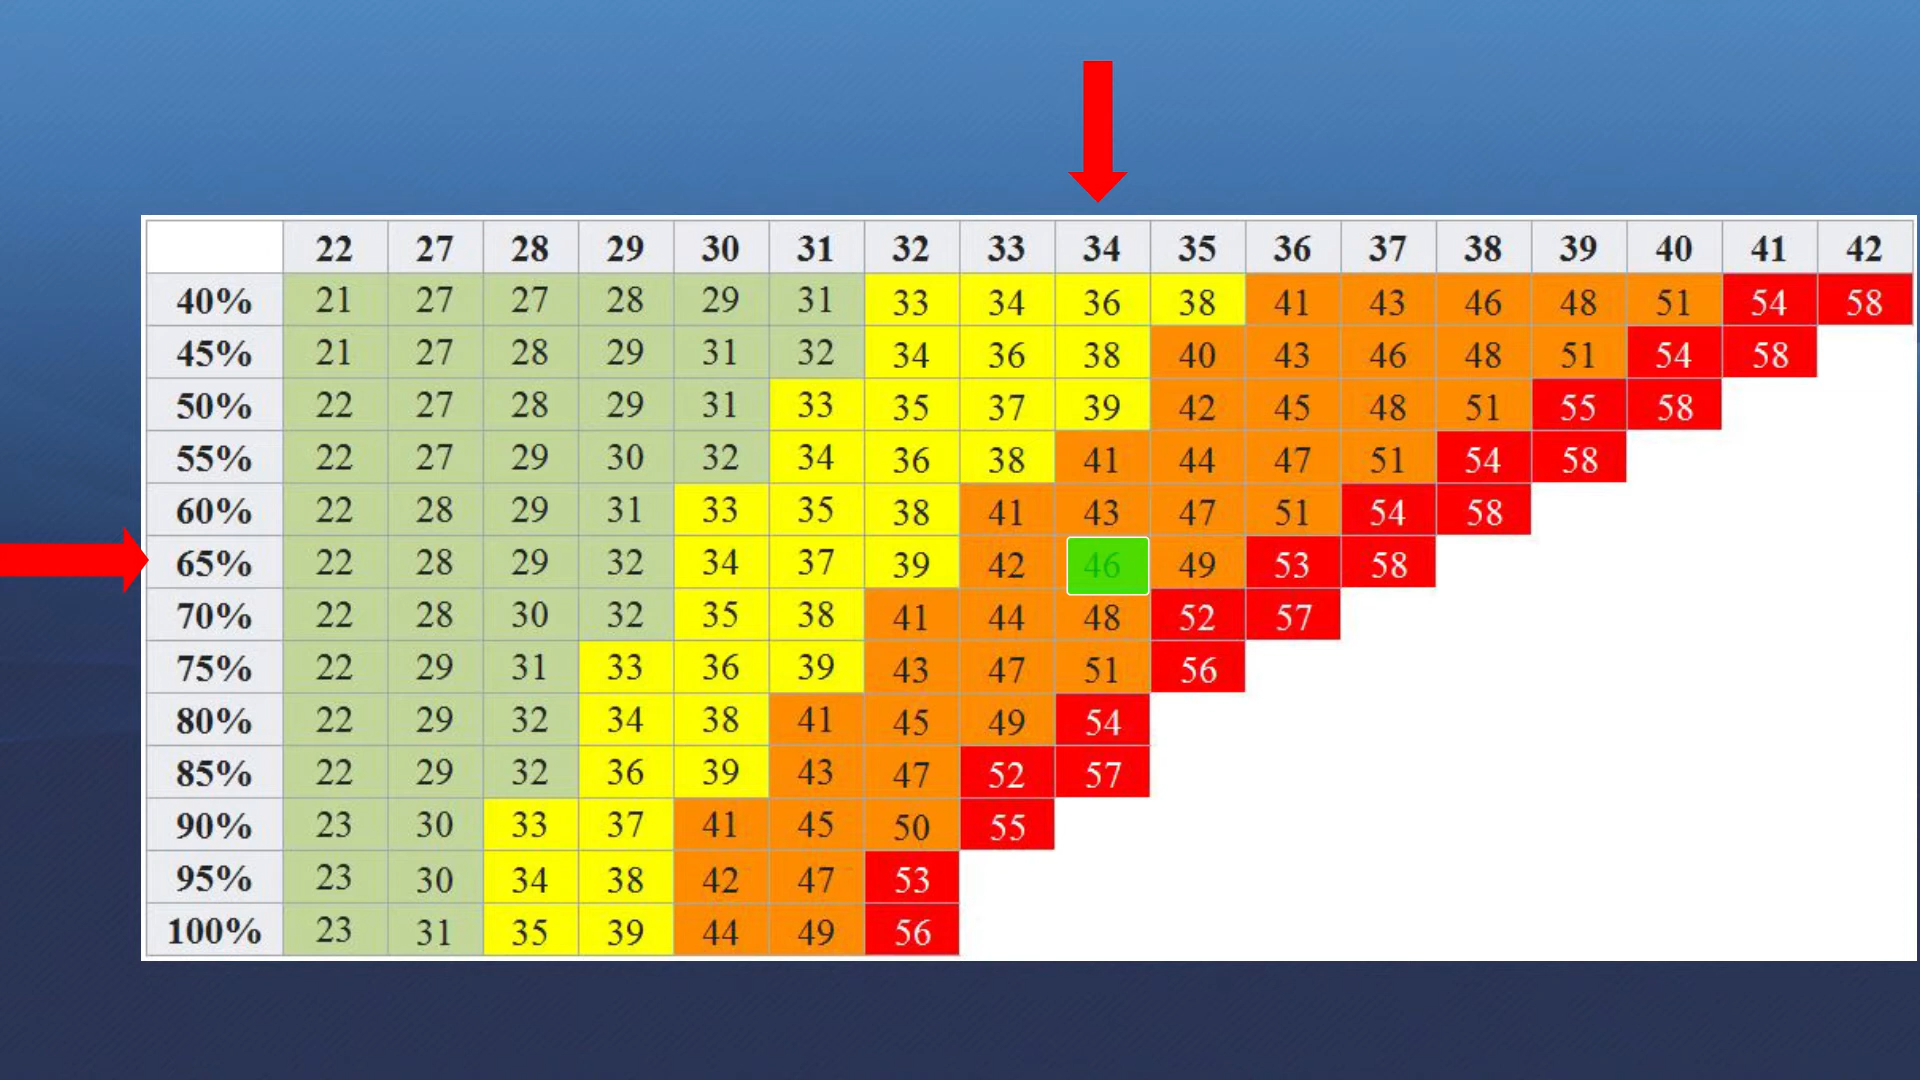 22 27 28 29 30 31 32 33 34 35 36 37 38 39 40 41 42
40% 21 27 27 28 29 31 33 34 36 38 41 43 46 48 51 54 58
45% 21 27 28 29 31 32 34 36 38 40 43 46 48 51 54 58
50% 22 27 28 29 31 33 35 37 39 42 45 48 51 55 58
55% 22 27 29 30 32 34 36 38 41 44 47 51 54 58
60% 22 28 29 31 33 35 38 41 43 47 51 54 58
65% 22 28 29 32 34 37 39 42 46 49 53 58
70% 22 28 30 32 35 38 41 44 48 52 57
75% 22 29 31 33 36 39 43 47 51 56
80% 22 29 32 34 38 41 45 49 54
85% 22 29 32 36 39 43 47 52 57
90% 23 30 33 37 41 45 50 55
95% 23 30 34 38 42 47 53
100% 23 31 35 39 44 49 56